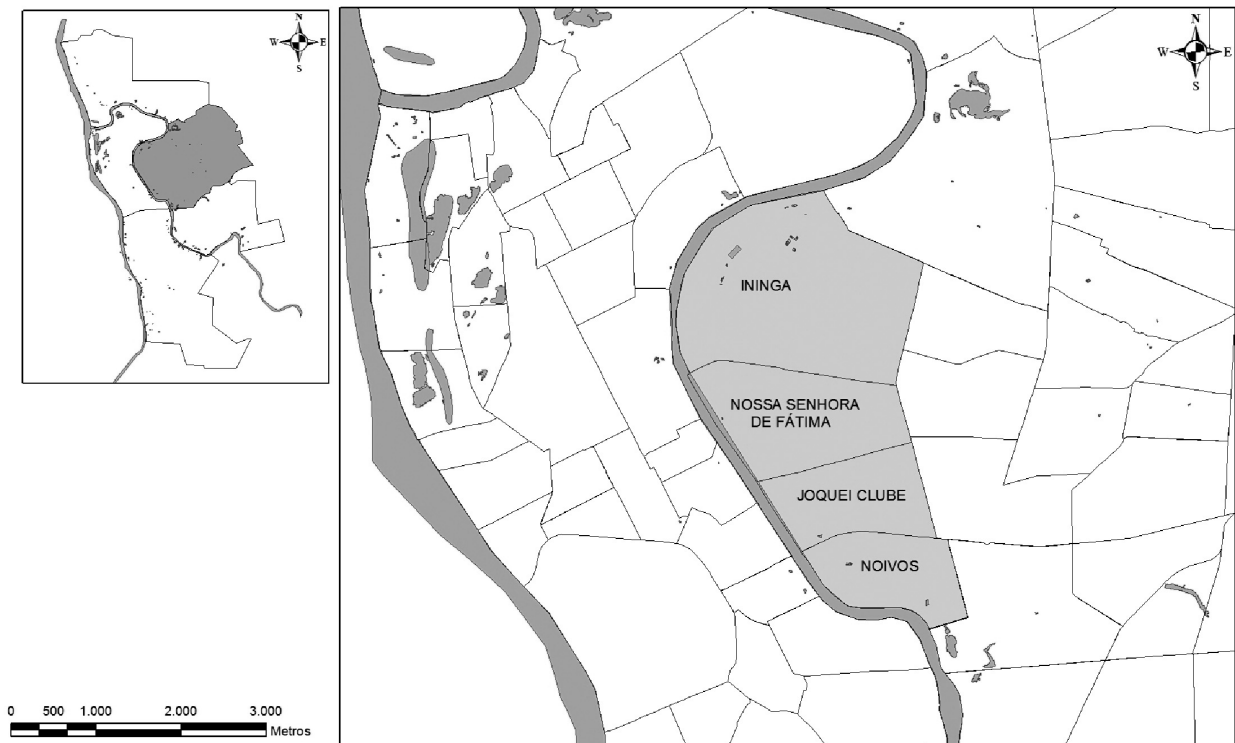 N
W E
S
N
W E
S
ININGA
NOSSA SENHORA
DE FÁTIMA
JOQUEI CLUBE
NOIVOS
0 500 1.000 2.000 3.000
Metros